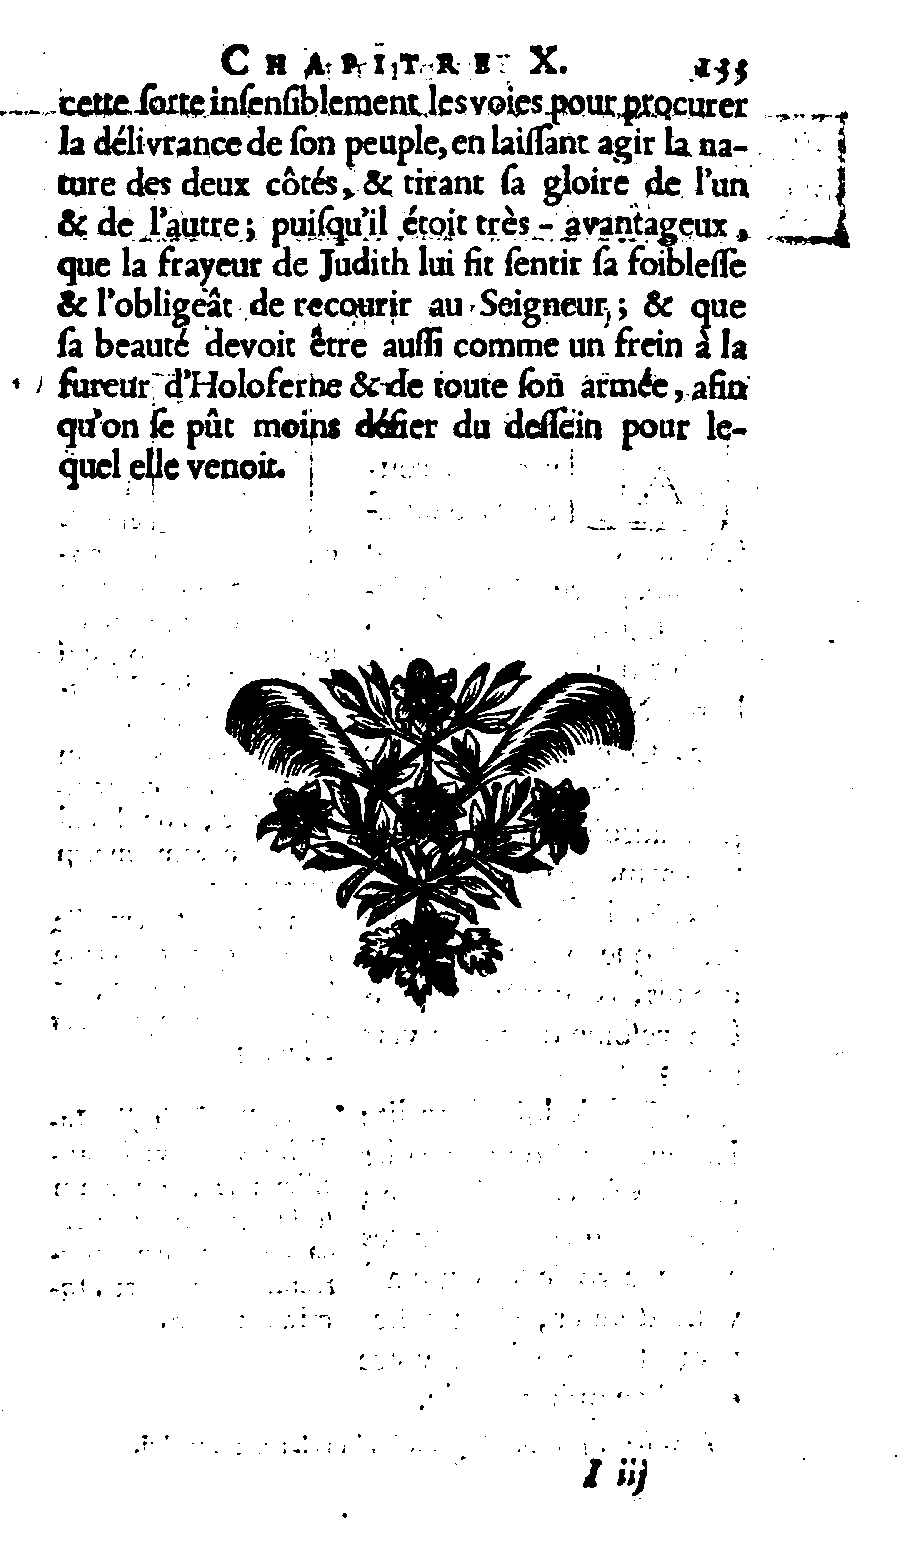 CHAPITRE X. 133
cette ſorte inſenſiblement les voies pour procurer
la délivrance de ſon peuple, en laiſſant agir la na-
ture des deux côtés, & tirant ſa gloire de l'un
& de l'autre; puiſqu'il étoit très-avantageux,
que la frayeur de Judith lui fit ſentir ſa foibleſſe
& l'obligeât de recourir au Seigneur; & que
ſa beauté devoit être auſſi comme un frein à la
fureur d'Holoferne & de toute ſon armée, afin
qu'on ſe pût moins défier du deſſein pour le-
quel elle venoit.
I iij